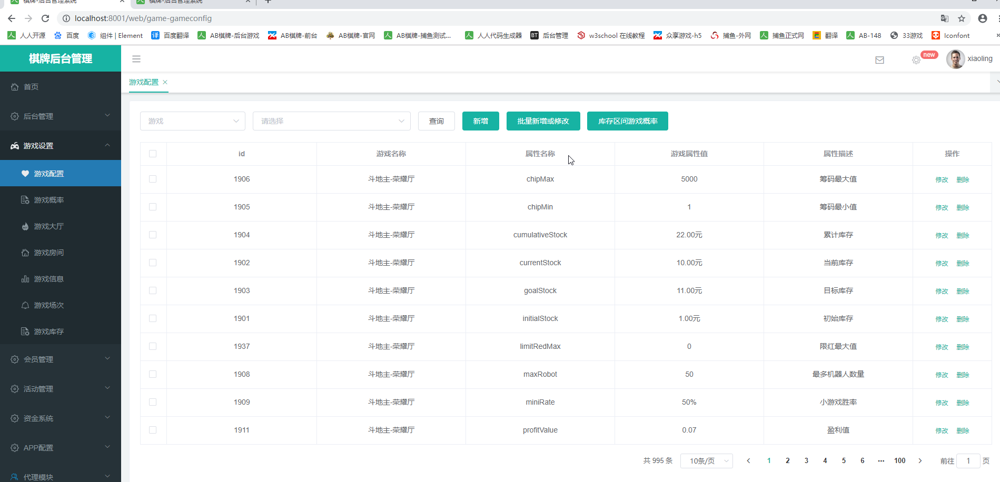 棋牌-后台管理系统
棋牌-后台管理系统
localhost:8001/web/game-gameconfig
人人开源 百度 组件 | Element 百度翻译 AB棋牌-后台游戏 AB棋牌-前台 AB棋牌-官网 AB棋牌-捕鱼测试... 人人代码生成器 BT 后台管理 w3school 在线教程 众享游戏-h5 捕鱼-外网 捕鱼正式网 翻译 AB-148 33游戏 Iconfont »
棋牌后台管理
new xiaoling
首页
后台管理
游戏设置
游戏配置
游戏概率
游戏大厅
游戏房间
游戏信息
游戏场次
游戏库存
会员管理
活动管理
资金系统
APP配置
代理模块
游戏配置
游戏 请选择 查询 新增 批量新增或修改 库存区间游戏概率
id 游戏名称 属性名称 游戏属性值 属性描述 操作
1906 斗地主-荣耀厅 chipMax 5000 筹码最大值 修改 删除
1905 斗地主-荣耀厅 chipMin 1 筹码最小值 修改 删除
1904 斗地主-荣耀厅 cumulativeStock 22.00元 累计库存 修改 删除
1902 斗地主-荣耀厅 currentStock 10.00元 当前库存 修改 删除
1903 斗地主-荣耀厅 goalStock 11.00元 目标库存 修改 删除
1901 斗地主-荣耀厅 initialStock 1.00元 初始库存 修改 删除
1937 斗地主-荣耀厅 limitRedMax 0 限红最大值 修改 删除
1908 斗地主-荣耀厅 maxRobot 50 最多机器人数量 修改 删除
1909 斗地主-荣耀厅 miniRate 50% 小游戏胜率 修改 删除
1911 斗地主-荣耀厅 profitValue 0.07 盈利值 修改 删除
共 995 条 10条/页 1 2 3 4 5 6 ... 100 前往 1 页